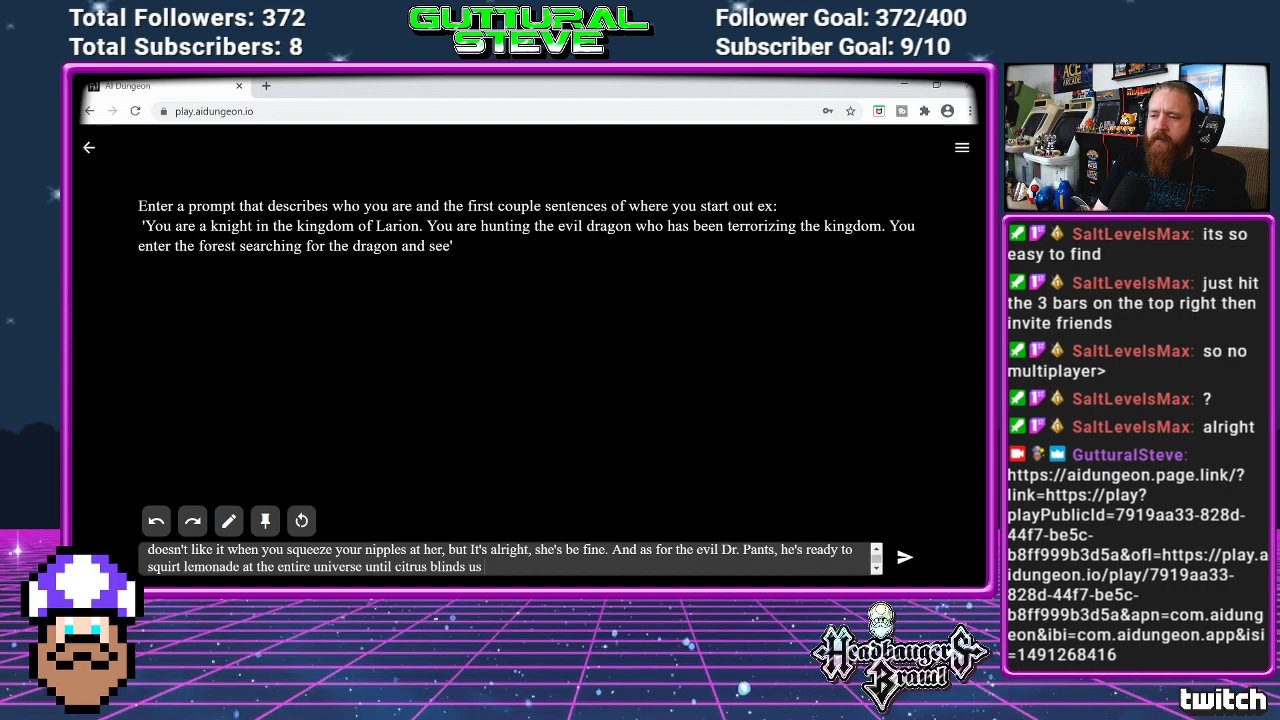 Total Followers: 372
Total Subscribers: 8
GUTTURAL
STEVE
Follower Goal: 372/400
Subscriber Goal: 9/10
AI Dungeon
play.aidungeon.io
Enter a prompt that describes who you are and the first couple sentences of where you start out ex:
'You are a knight in the kingdom of Larion. You are hunting the evil dragon who has been terrorizing the kingdom. You
enter the forest searching for the dragon and see'
doesn't like it when you squeeze your nipples at her, but It's alright, she's be fine. And as for the evil Dr. Pants, he's ready to
squirt lemonade at the entire universe until citrus blinds us
ACE
ARCADE
SaltLevelsMax: its so
easy to find
SaltLevelsMax: just hit
the 3 bars on the top right then
invite friends
SaltLevelsMax: so no
multiplayer>
SaltLevelsMax: ?
SaltLevelsMax: alright
GutturalSteve:
https://aidungeon.page.link/?
link=https://play?
playPublicId=7919aa33-828d-
44f7-be5c-
b8ff999b3d5a&ofl=https://play.a
idungeon.io/play/7919aa33-
828d-44f7-be5c-
b8ff999b3d5a&apn=com.aidung
eon&ibi=com.aidungeon.app&isi
=1491268416
Headbangers
Brawl
twitch